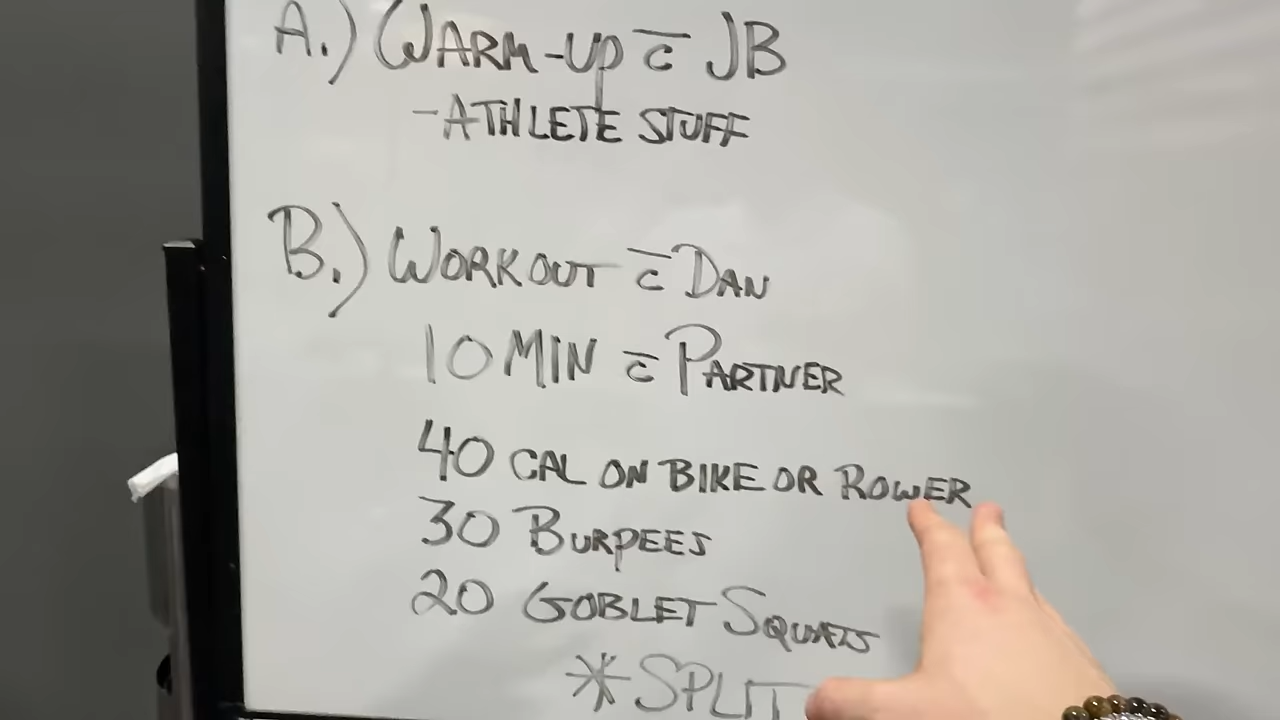 A.) WARM-UP c̄ JB
-ATHLETE STUFF
B.) WORKOUT c̄ DAN
10 MIN c̄ PARTNER
40 CAL ON BIKE OR ROWER
30 BURPEES
20 GOBLET SQUATS
*SPLIT